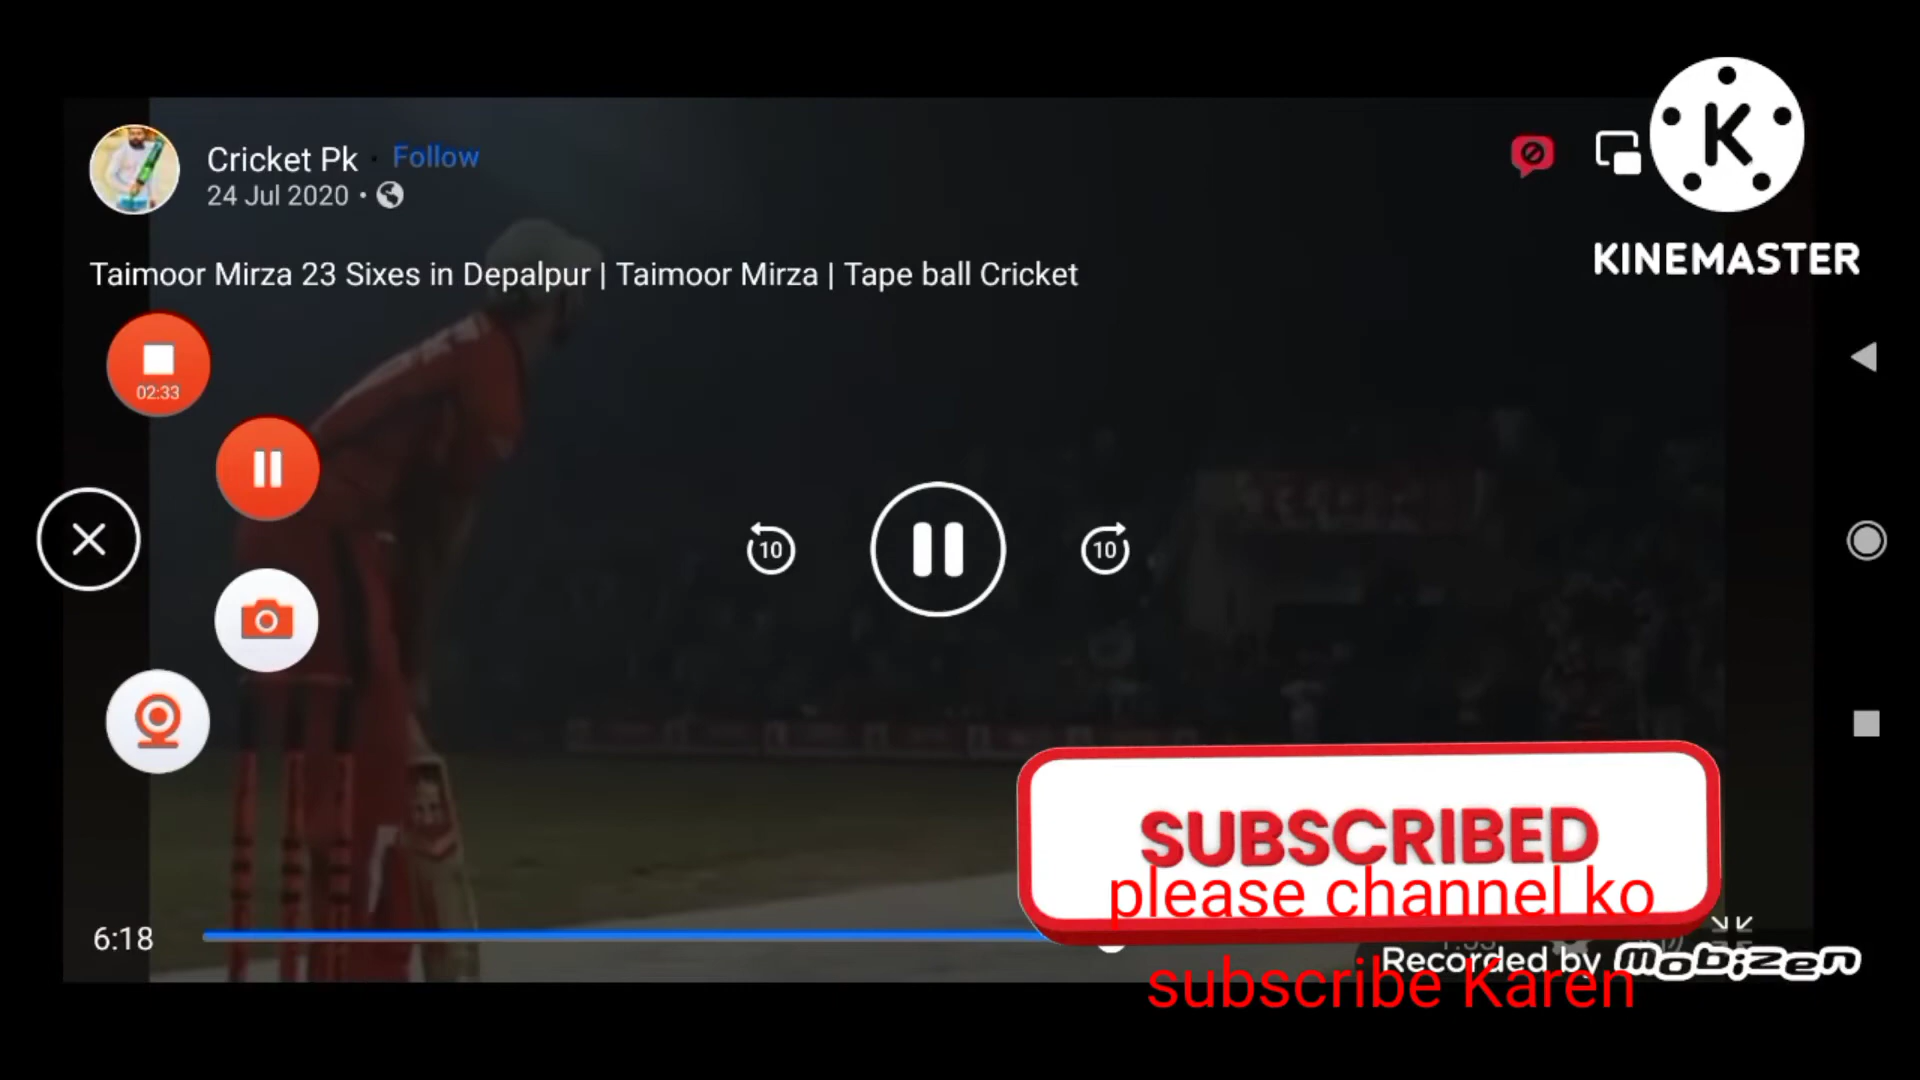 Cricket Pk · Follow
24 Jul 2020 ·
Taimoor Mirza 23 Sixes in Depalpur | Taimoor Mirza | Tape ball Cricket
K
KINEMASTER
02:33
10
10
SUBSCRIBED
please channel ko
subscribe Karen
6:18
Recorded by mobizen